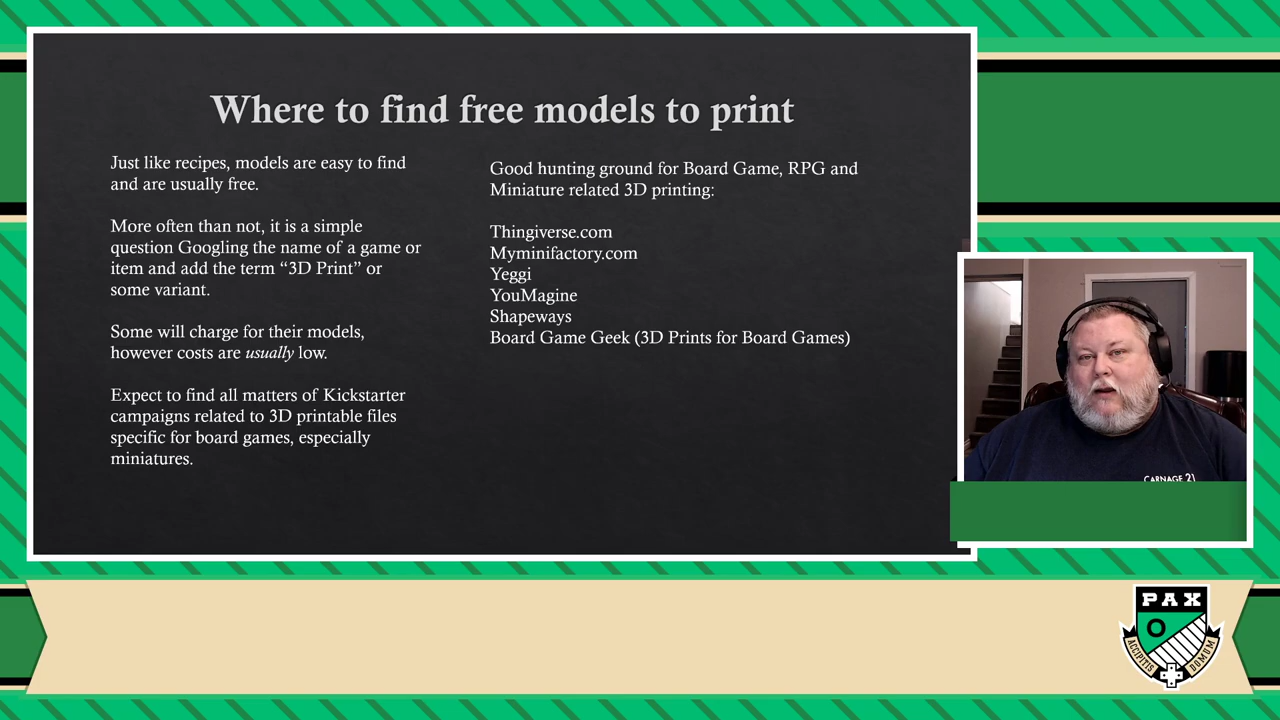 Where to find free models to print
Just like recipes, models are easy to find
and are usually free.
More often than not, it is a simple
question Googling the name of a game or
item and add the term “3D Print” or
some variant.
Some will charge for their models,
however costs are usually low.
Expect to find all matters of Kickstarter
campaigns related to 3D printable files
specific for board games, especially
miniatures.
Good hunting ground for Board Game, RPG and
Miniature related 3D printing:
Thingiverse.com
Myminifactory.com
Yeggi
YouMagine
Shapeways
Board Game Geek (3D Prints for Board Games)
CARNAGE 21
PAX
O
ACCIPITIS DOMUM